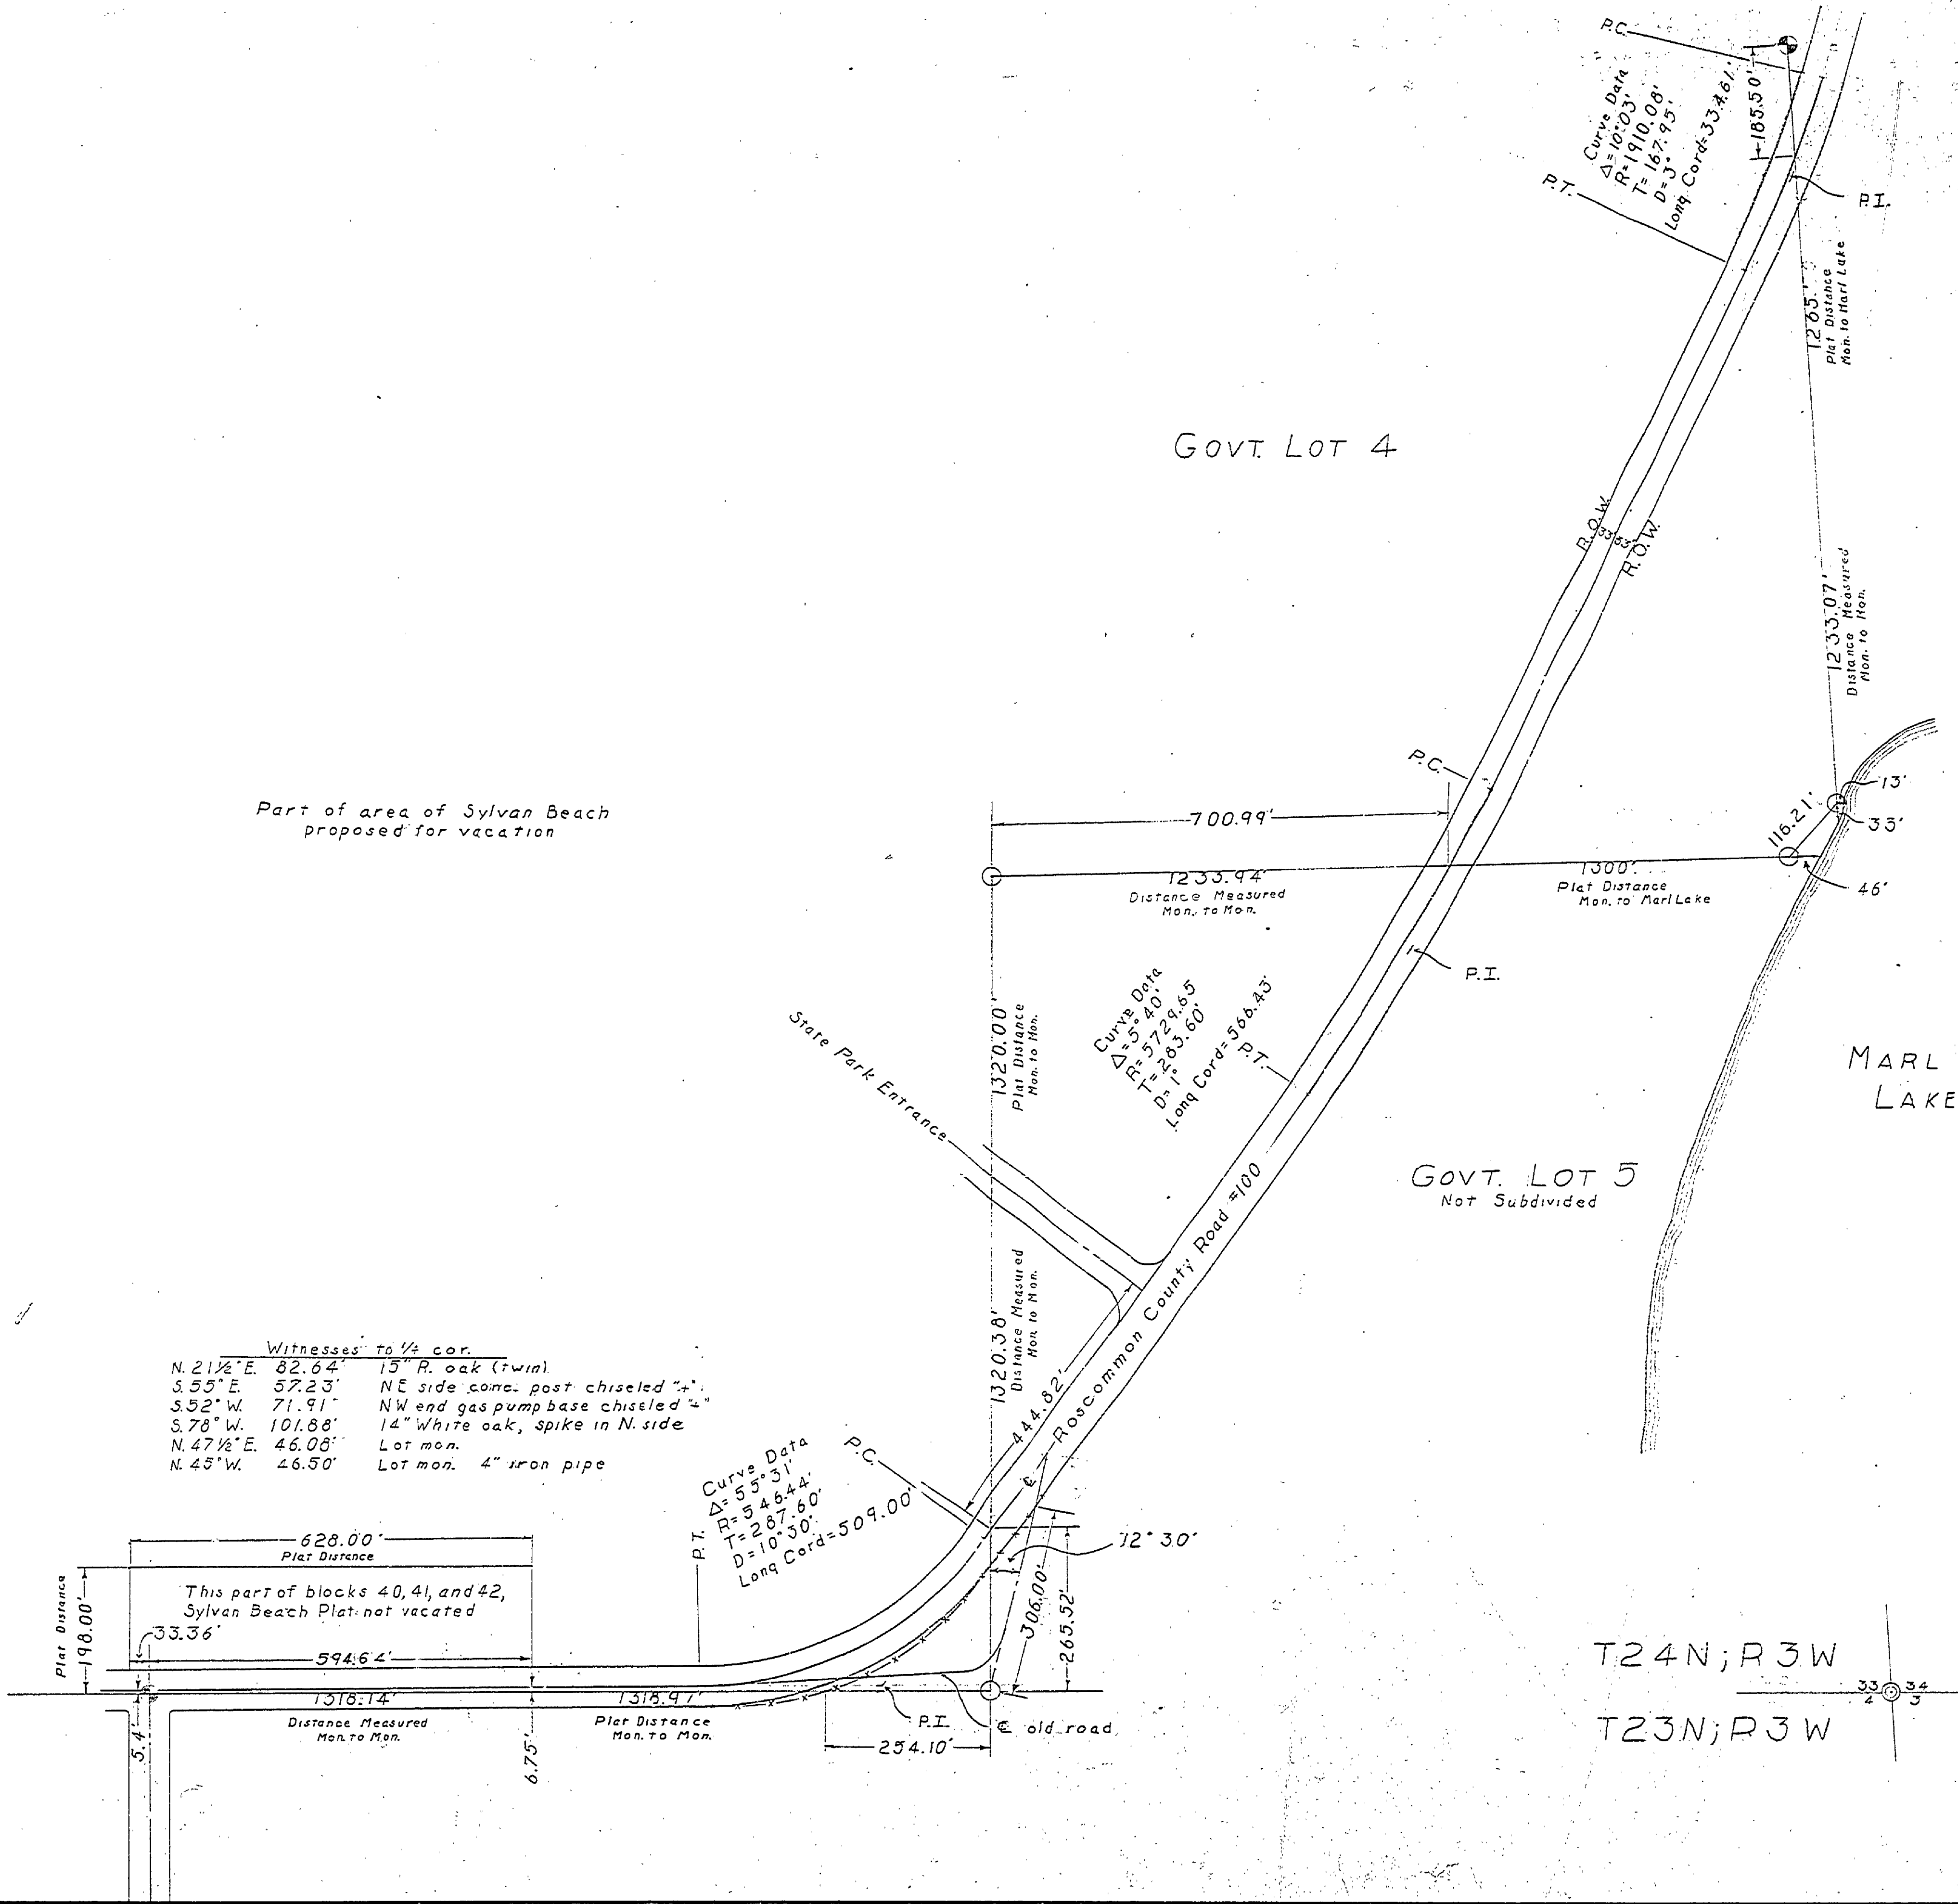 P.C.
Curve Data
Δ=10°03'
R=1910.08'
T=167.95'
D=3°
Long Cord=334.61'
185.50'
P.T.
P.I.
1265.'
Plat Distance
Mon. to Marl Lake
GOVT. LOT 4
R.O.W.
33' 33'
R.O.W.
1233.07'
Distance Measured
Mon. to Mon.
P.C.
13'
33'
116.21'
46'
Part of area of Sylvan Beach
proposed for vacation
700.99'
1233.94'
Distance Measured
Mon. to Mon.
1300'
Plat Distance
Mon. to Marl Lake
P.I.
Curve Data
Δ=5°40'
R=5729.65
T=283.60'
D=1°
Long Cord=566.43'
P.T.
1320.00'
Plat Distance
Mon. to Mon.
State Park Entrance
MARL
LAKE
GOVT. LOT 5
Not Subdivided
Roscommon County Road #100
1320.38'
Distance Measured
Mon. to Mon.
444.82'
Witnesses to 1/4 cor.
N. 21½° E. 82.64' 15" R. oak (twin)
S. 55° E. 57.23' NE side post chiseled "+"
S. 52° W. 71.91' NW end gas pump base chiseled "+"
S. 78° W. 101.88' 14" White oak, spike in N. side
N. 47½° E. 46.08' Lot mon.
N. 45° W. 46.50' Lot mon. 4" iron pipe
P.C.
Curve Data
Δ=55°31'
R=546.44'
T=287.60'
D=10°30'
Long Cord=509.00'
P.T.
℄
12° 30'
306.00'
265.52'
628.00'
Plat Distance
Plat Distance
198.00'
This part of blocks 40, 41, and 42,
Sylvan Beach Plat not vacated
33.36'
594.64'
1318.14'
Distance Measured
Mon. to Mon.
1318.97'
Plat Distance
Mon. to Mon.
5.4'
6.75'
P.I.
℄ old road
254.10'
T24N; R3W
33 34
4 3
T23N; R3W